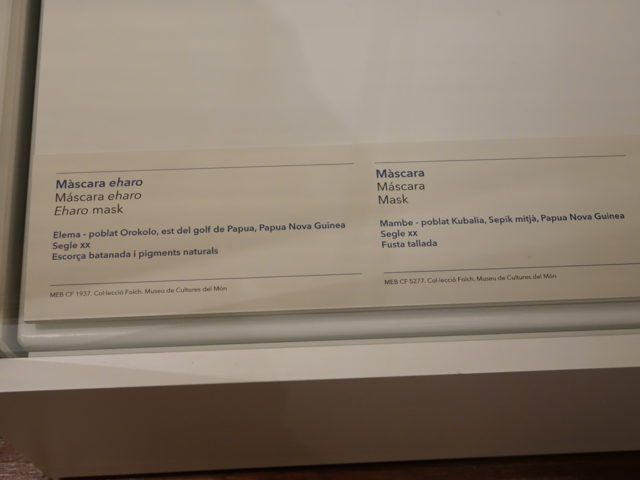 Màscara eharo
Máscara eharo
Eharo mask
Elema - poblat Orokolo, est del golf de Papua, Papua Nova Guinea
Segle XX
Escorça batanada i pigments naturals
MEB CF 1937. Col·lecció Folch. Museu de Cultures del Món
Màscara
Máscara
Mask
Mambe - poblat Kubalia, Sepik mitjà, Papua Nova Guinea
Segle XX
Fusta tallada
MEB CF 5277. Col·lecció Folch. Museu de Cultures del Món